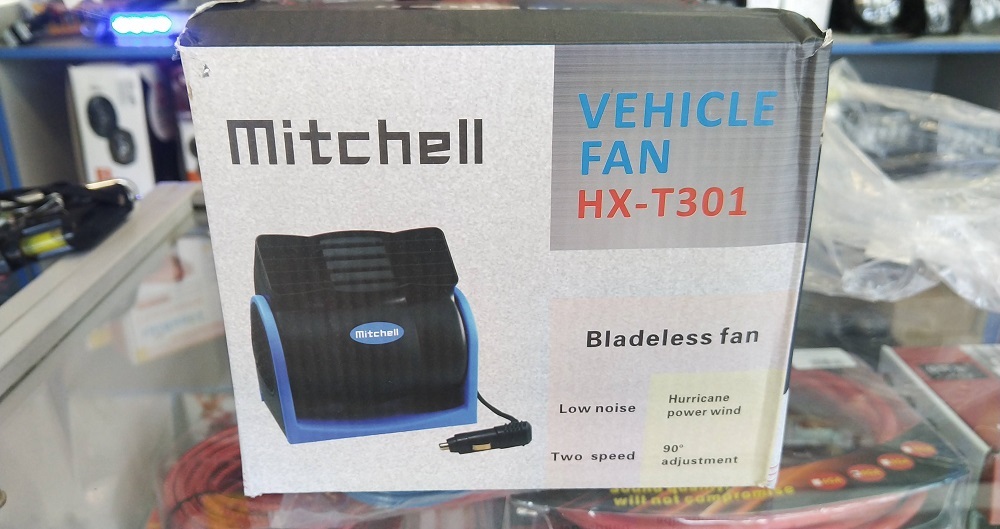 mitchell
VEHICLE
FAN
HX-T301
mitchell
Bladeless fan
Low noise
Hurricane
power wind
Two speed
90°
adjustment
will not compromise